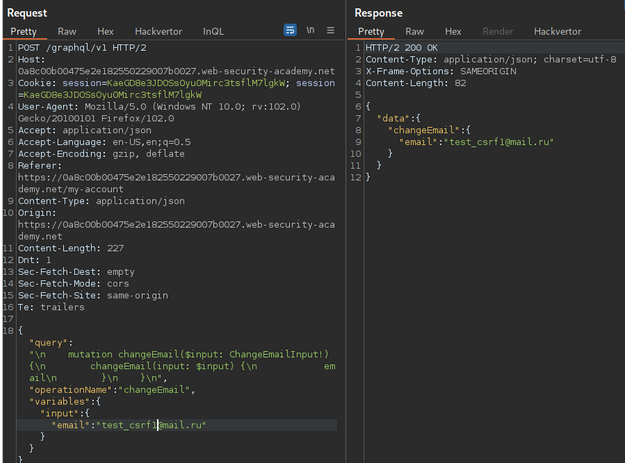 Request
Pretty Raw Hex Hackvertor InQL \n ≡
1 POST /graphql/v1 HTTP/2
2 Host:
0a8c00b00475e2e182550229007b0027.web-security-academy.net
3 Cookie: session=KaeGD8e3JDOSsOyuOMirc3tsflM7lgkW; session
=KaeGD8e3JDOSsOyuOMirc3tsflM7lgkW
4 User-Agent: Mozilla/5.0 (Windows NT 10.0; rv:102.0)
Gecko/20100101 Firefox/102.0
5 Accept: application/json
6 Accept-Language: en-US,en;q=0.5
7 Accept-Encoding: gzip, deflate
8 Referer:
https://0a8c00b00475e2e182550229007b0027.web-security-aca
demy.net/my-account
9 Content-Type: application/json
10 Origin:
https://0a8c00b00475e2e182550229007b0027.web-security-aca
demy.net
11 Content-Length: 227
12 Dnt: 1
13 Sec-Fetch-Dest: empty
14 Sec-Fetch-Mode: cors
15 Sec-Fetch-Site: same-origin
16 Te: trailers
17
18 {
"query":
"\n    mutation changeEmail($input: ChangeEmailInput!)
{\n        changeEmail(input: $input) {\n            em
ail\n        }\n    }\n",
"operationName":"changeEmail",
"variables":{
"input":{
"email":"test_csrf1@mail.ru"
}
}
}
Response
Pretty Raw Hex Render Hackvertor
1 HTTP/2 200 OK
2 Content-Type: application/json; charset=utf-8
3 X-Frame-Options: SAMEORIGIN
4 Content-Length: 82
5
6 {
7 "data":{
8 "changeEmail":{
9 "email":"test_csrf1@mail.ru"
10 }
11 }
12 }